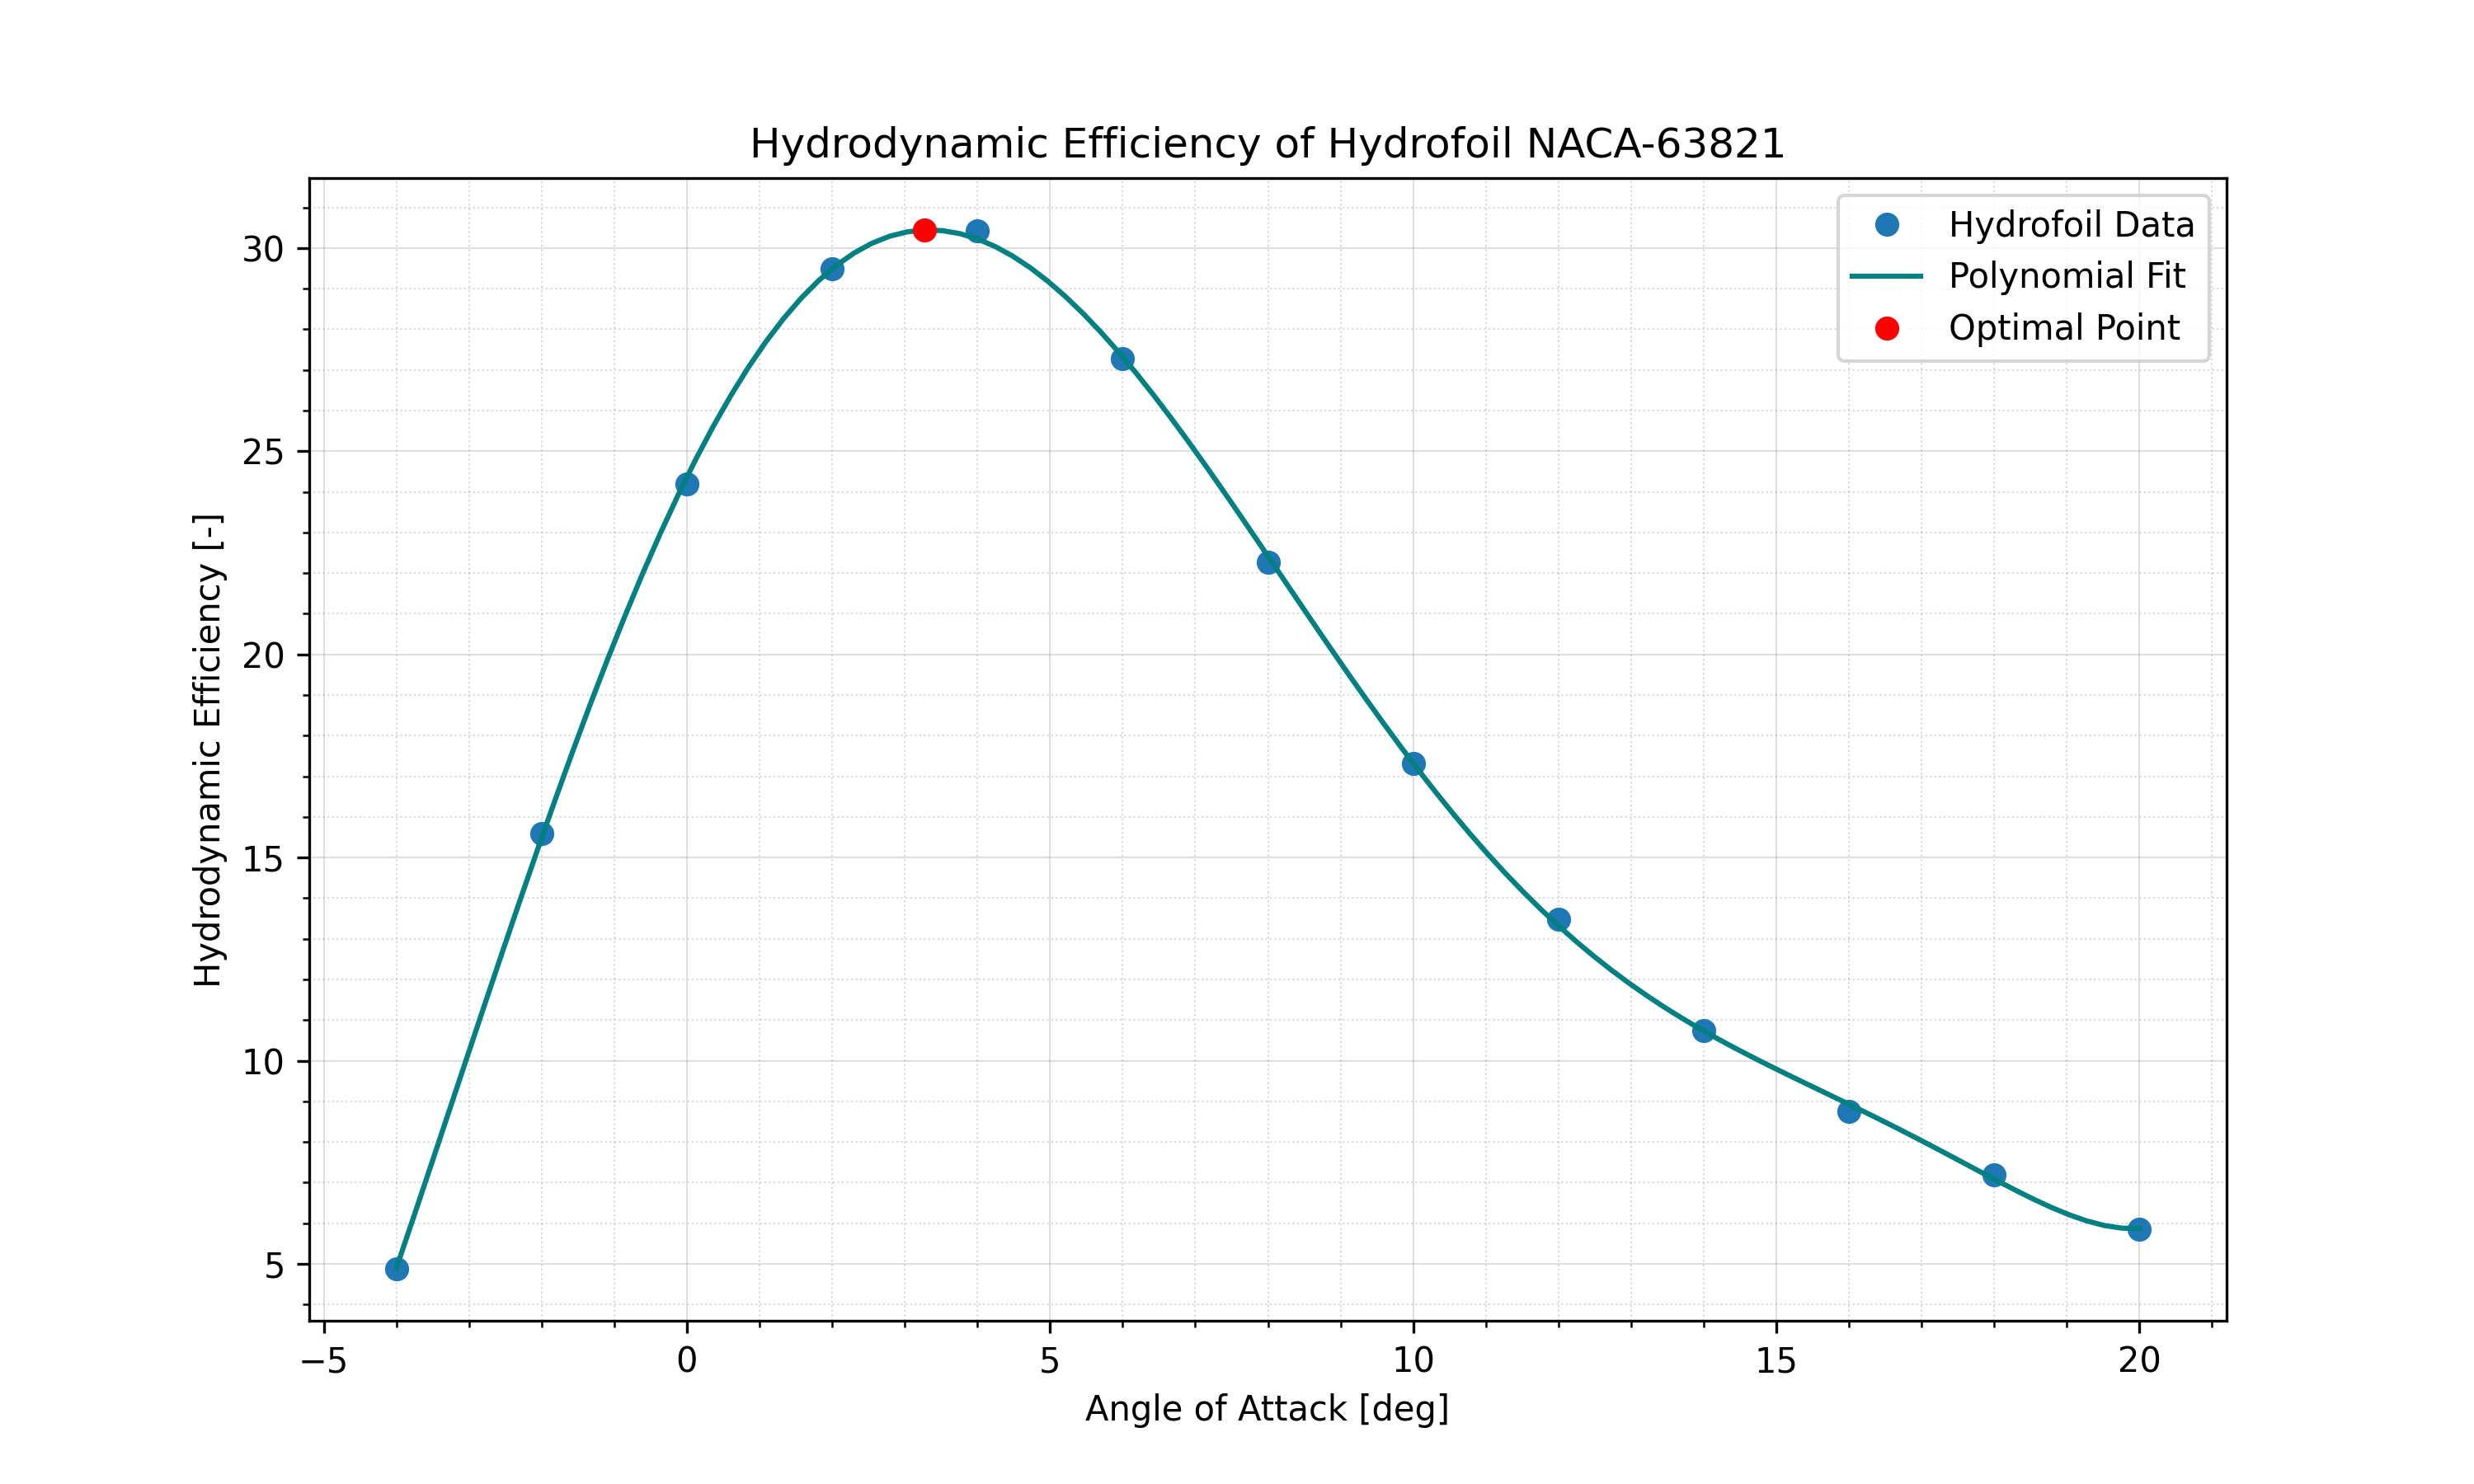 Hydrodynamic Efficiency of Hydrofoil NACA-63821
Hydrofoil Data
Polynomial Fit
Optimal Point
Hydrodynamic Efficiency [-]
30
25
20
15
10
5
−5
0
5
10
15
20
Angle of Attack [deg]